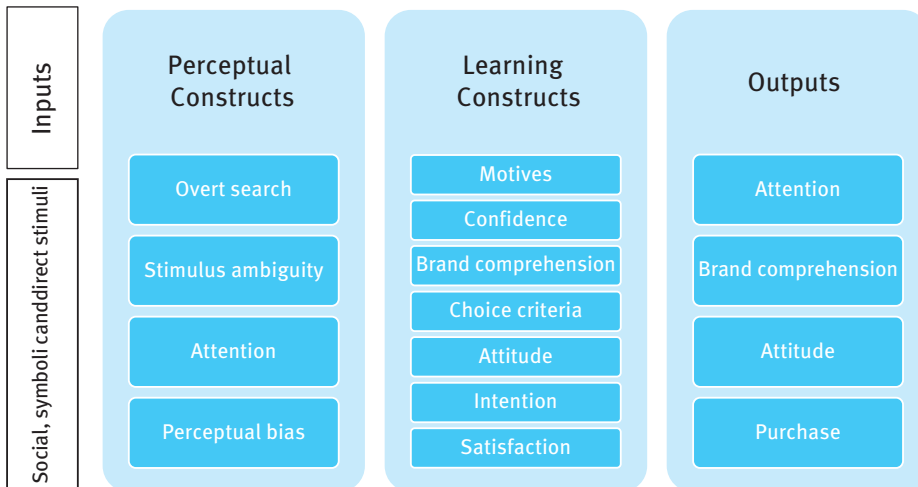 Inputs
Social, symboli canddirect stimuli
Perceptual
Constructs
Overt search
Stimulus ambiguity
Attention
Perceptual bias
Learning
Constructs
Motives
Confidence
Brand comprehension
Choice criteria
Attitude
Intention
Satisfaction
Outputs
Attention
Brand comprehension
Attitude
Purchase